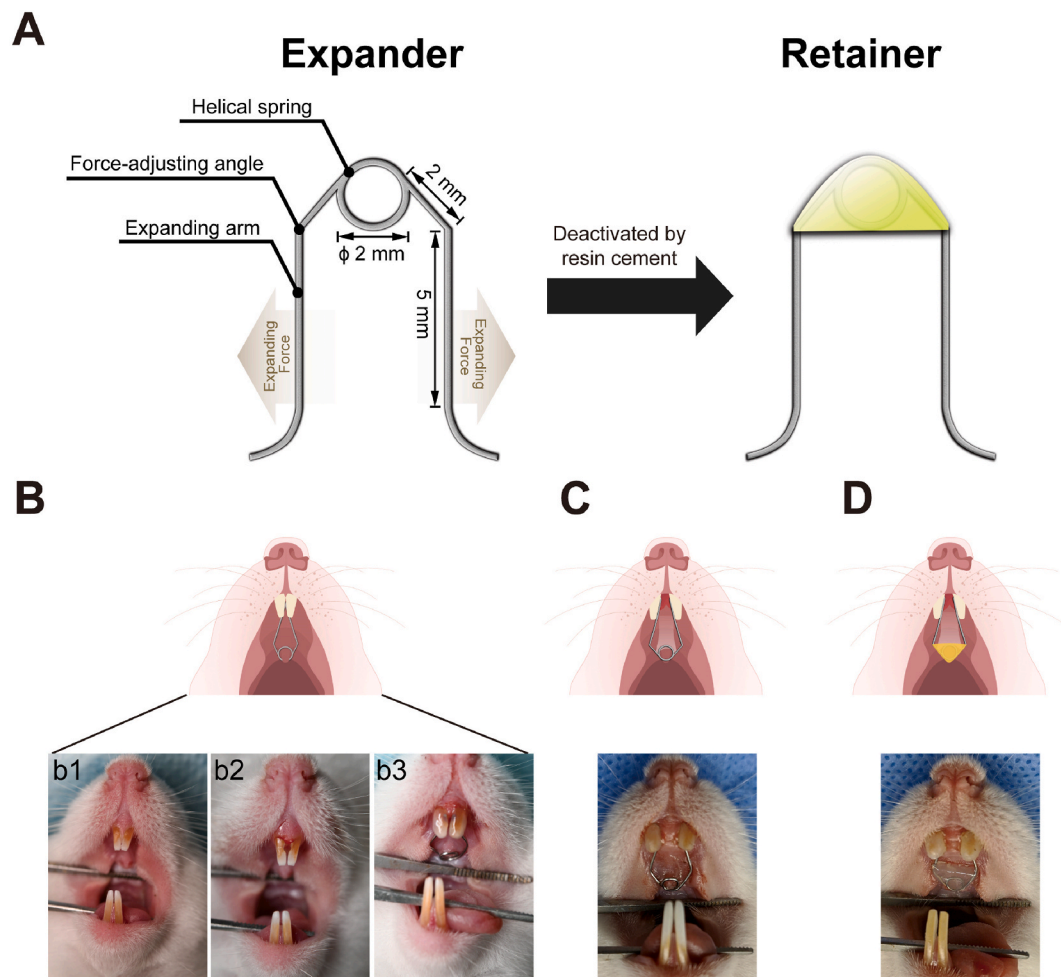 A
Expander
Retainer
Helical spring
Force-adjusting angle
Expanding arm
2 mm
ϕ 2 mm
5 mm
Expanding
Force
Expanding
Force
Deactivated by
resin cement
B
C
D
b1
b2
b3